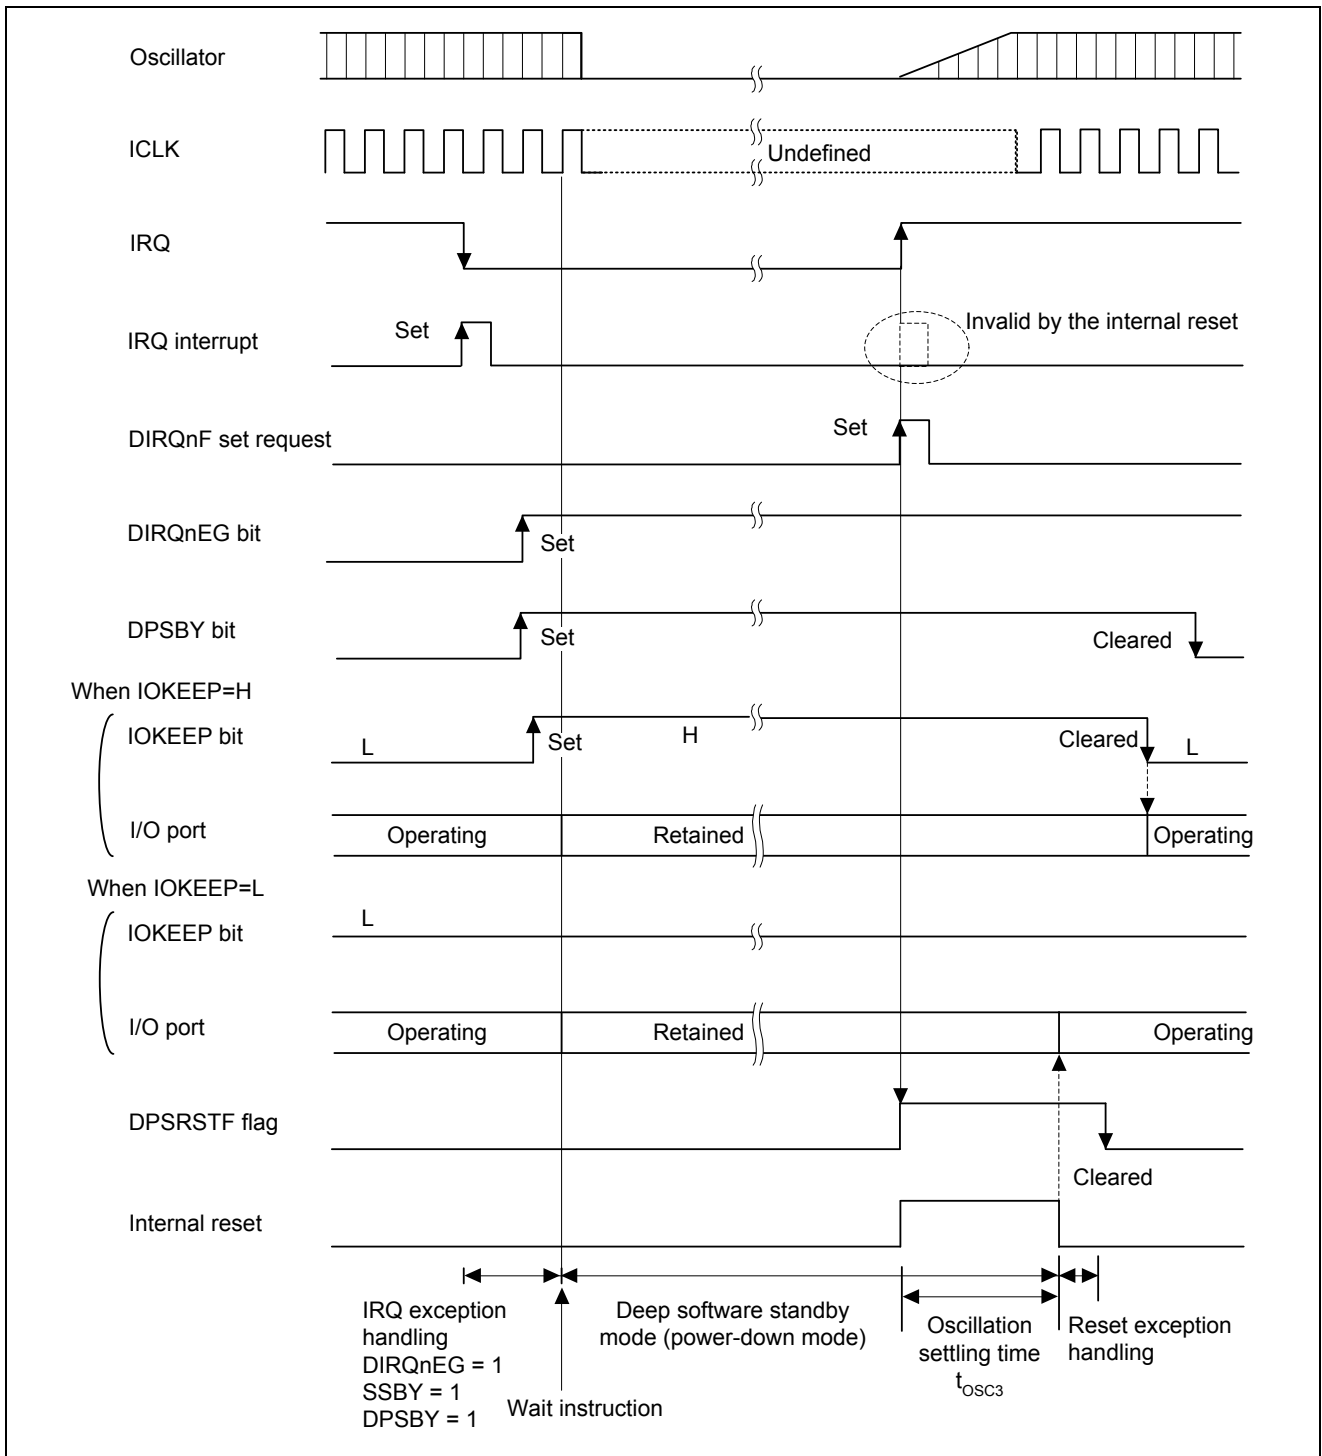 Oscillator
ICLK
Undefined
IRQ
IRQ interrupt
Set
Invalid by the internal reset
DIRQnF set request
Set
DIRQnEG bit
Set
DPSBY bit
Set
Cleared
When IOKEEP=H
IOKEEP bit
L
Set
H
Cleared
L
I/O port
Operating
Retained
Operating
When IOKEEP=L
IOKEEP bit
L
I/O port
Operating
Retained
Operating
DPSRSTF flag
Cleared
Internal reset
IRQ exception
handling
DIRQnEG = 1
SSBY = 1
DPSBY = 1
Wait instruction
Deep software standby
mode (power-down mode)
Oscillation
settling time
tOSC3
Reset exception
handling